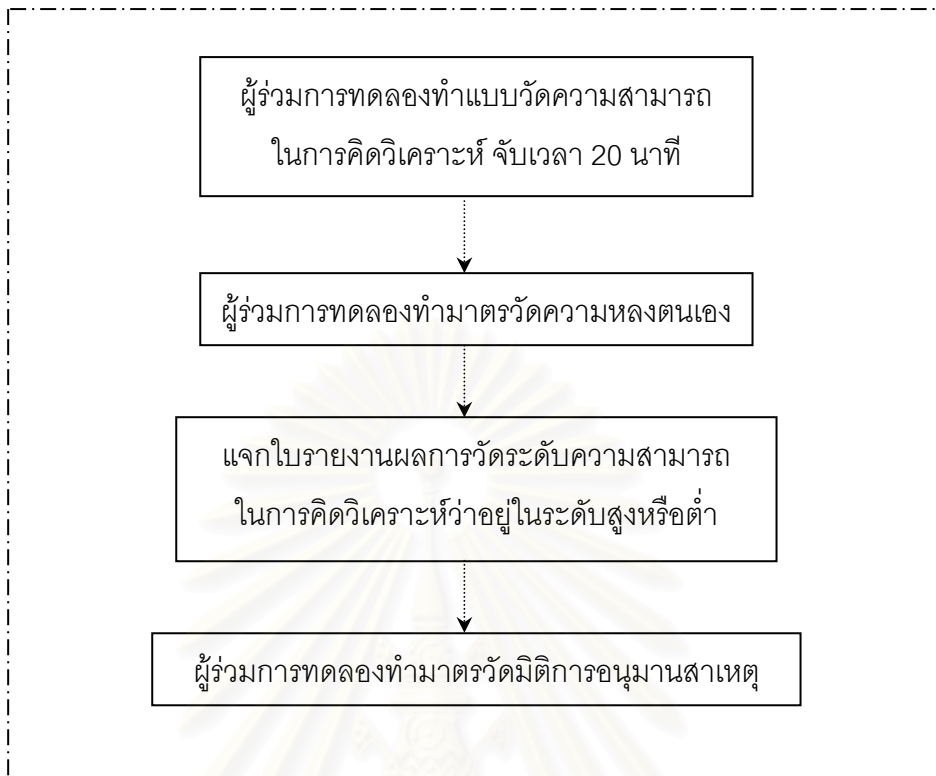 ผู้ร่วมการทดลองทำแบบวัดความสามารถ
ในการคิดวิเคราะห์ จับเวลา 20 นาที
ผู้ร่วมการทดลองทำมาตรวัดความหลงตนเอง
แจกใบรายงานผลการวัดระดับความสามารถ
ในการคิดวิเคราะห์ว่าอยู่ในระดับสูงหรือต่ำ
ผู้ร่วมการทดลองทำมาตรวัดมิติการอนุมานสาเหตุ